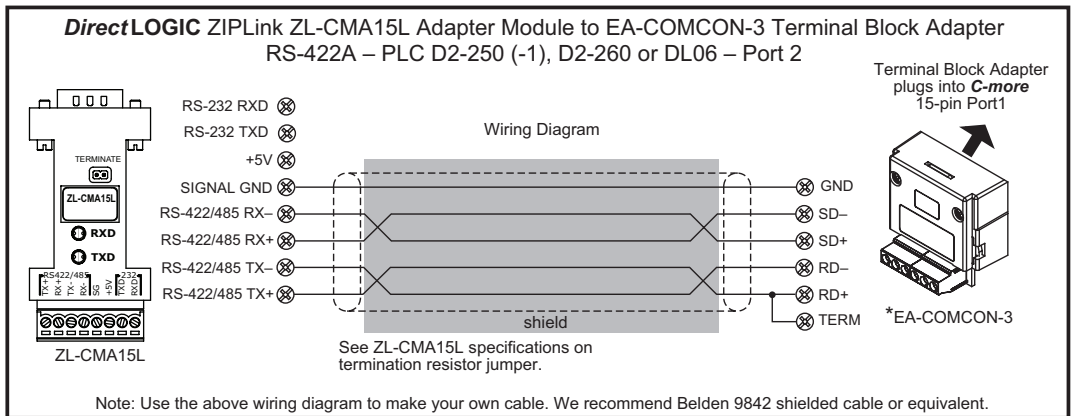 DirectLOGIC ZIPLink ZL-CMA15L Adapter Module to EA-COMCON-3 Terminal Block Adapter
RS-422A – PLC D2-250 (-1), D2-260 or DL06 – Port 2
Terminal Block Adapter
plugs into C-more
15-pin Port1
Wiring Diagram
TERMINATE
ZL-CMA15L
RXD
TXD
RS422/485
232
TX+
RX+
TX-
RX-
SG
+5V
TXD
RXD
ZL-CMA15L
RS-232 RXD
RS-232 TXD
+5V
SIGNAL GND
RS-422/485 RX–
RS-422/485 RX+
RS-422/485 TX–
RS-422/485 TX+
GND
SD–
SD+
RD–
RD+
TERM
*EA-COMCON-3
shield
See ZL-CMA15L specifications on
termination resistor jumper.
Note: Use the above wiring diagram to make your own cable. We recommend Belden 9842 shielded cable or equivalent.